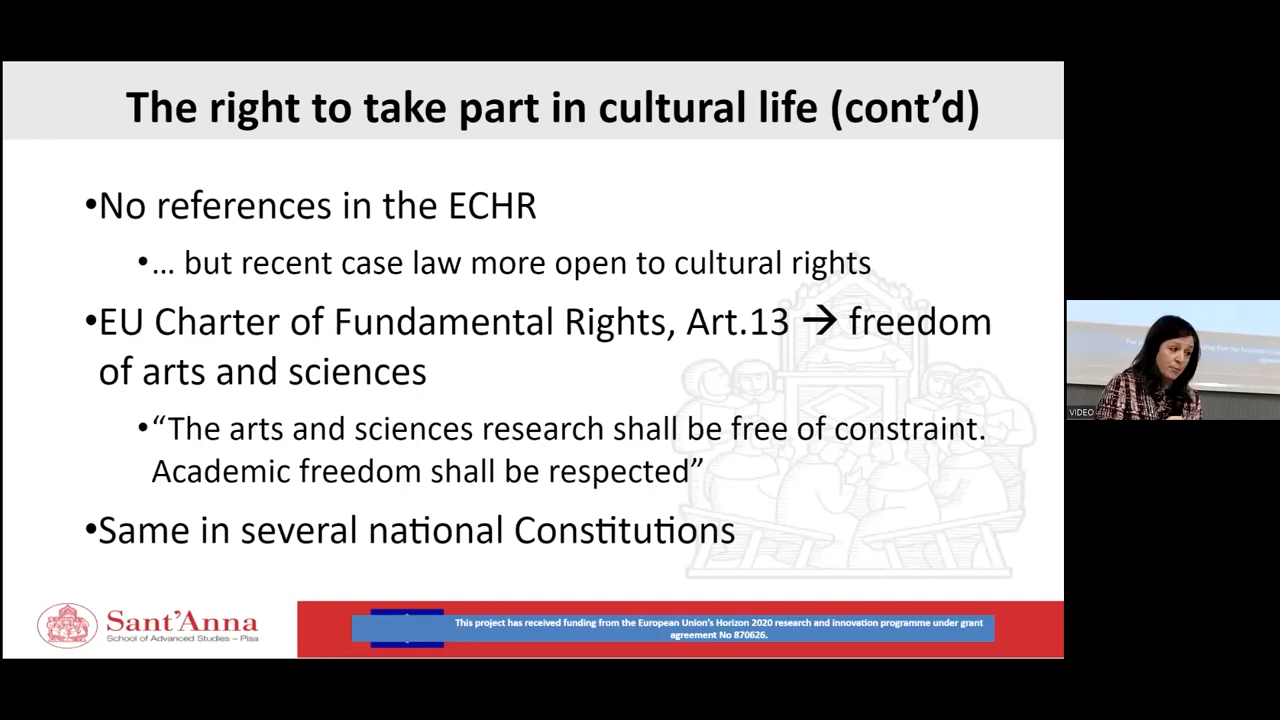 The right to take part in cultural life (cont’d)
•No references in the ECHR
•… but recent case law more open to cultural rights
•EU Charter of Fundamental Rights, Art.13 → freedom
of arts and sciences
•“The arts and sciences research shall be free of constraint.
Academic freedom shall be respected”
•Same in several national Constitutions
VIDEO
Sant’Anna
School of Advanced Studies – Pisa
This project has received funding from the European Union’s Horizon 2020 research and innovation programme under grant
agreement No 870626.